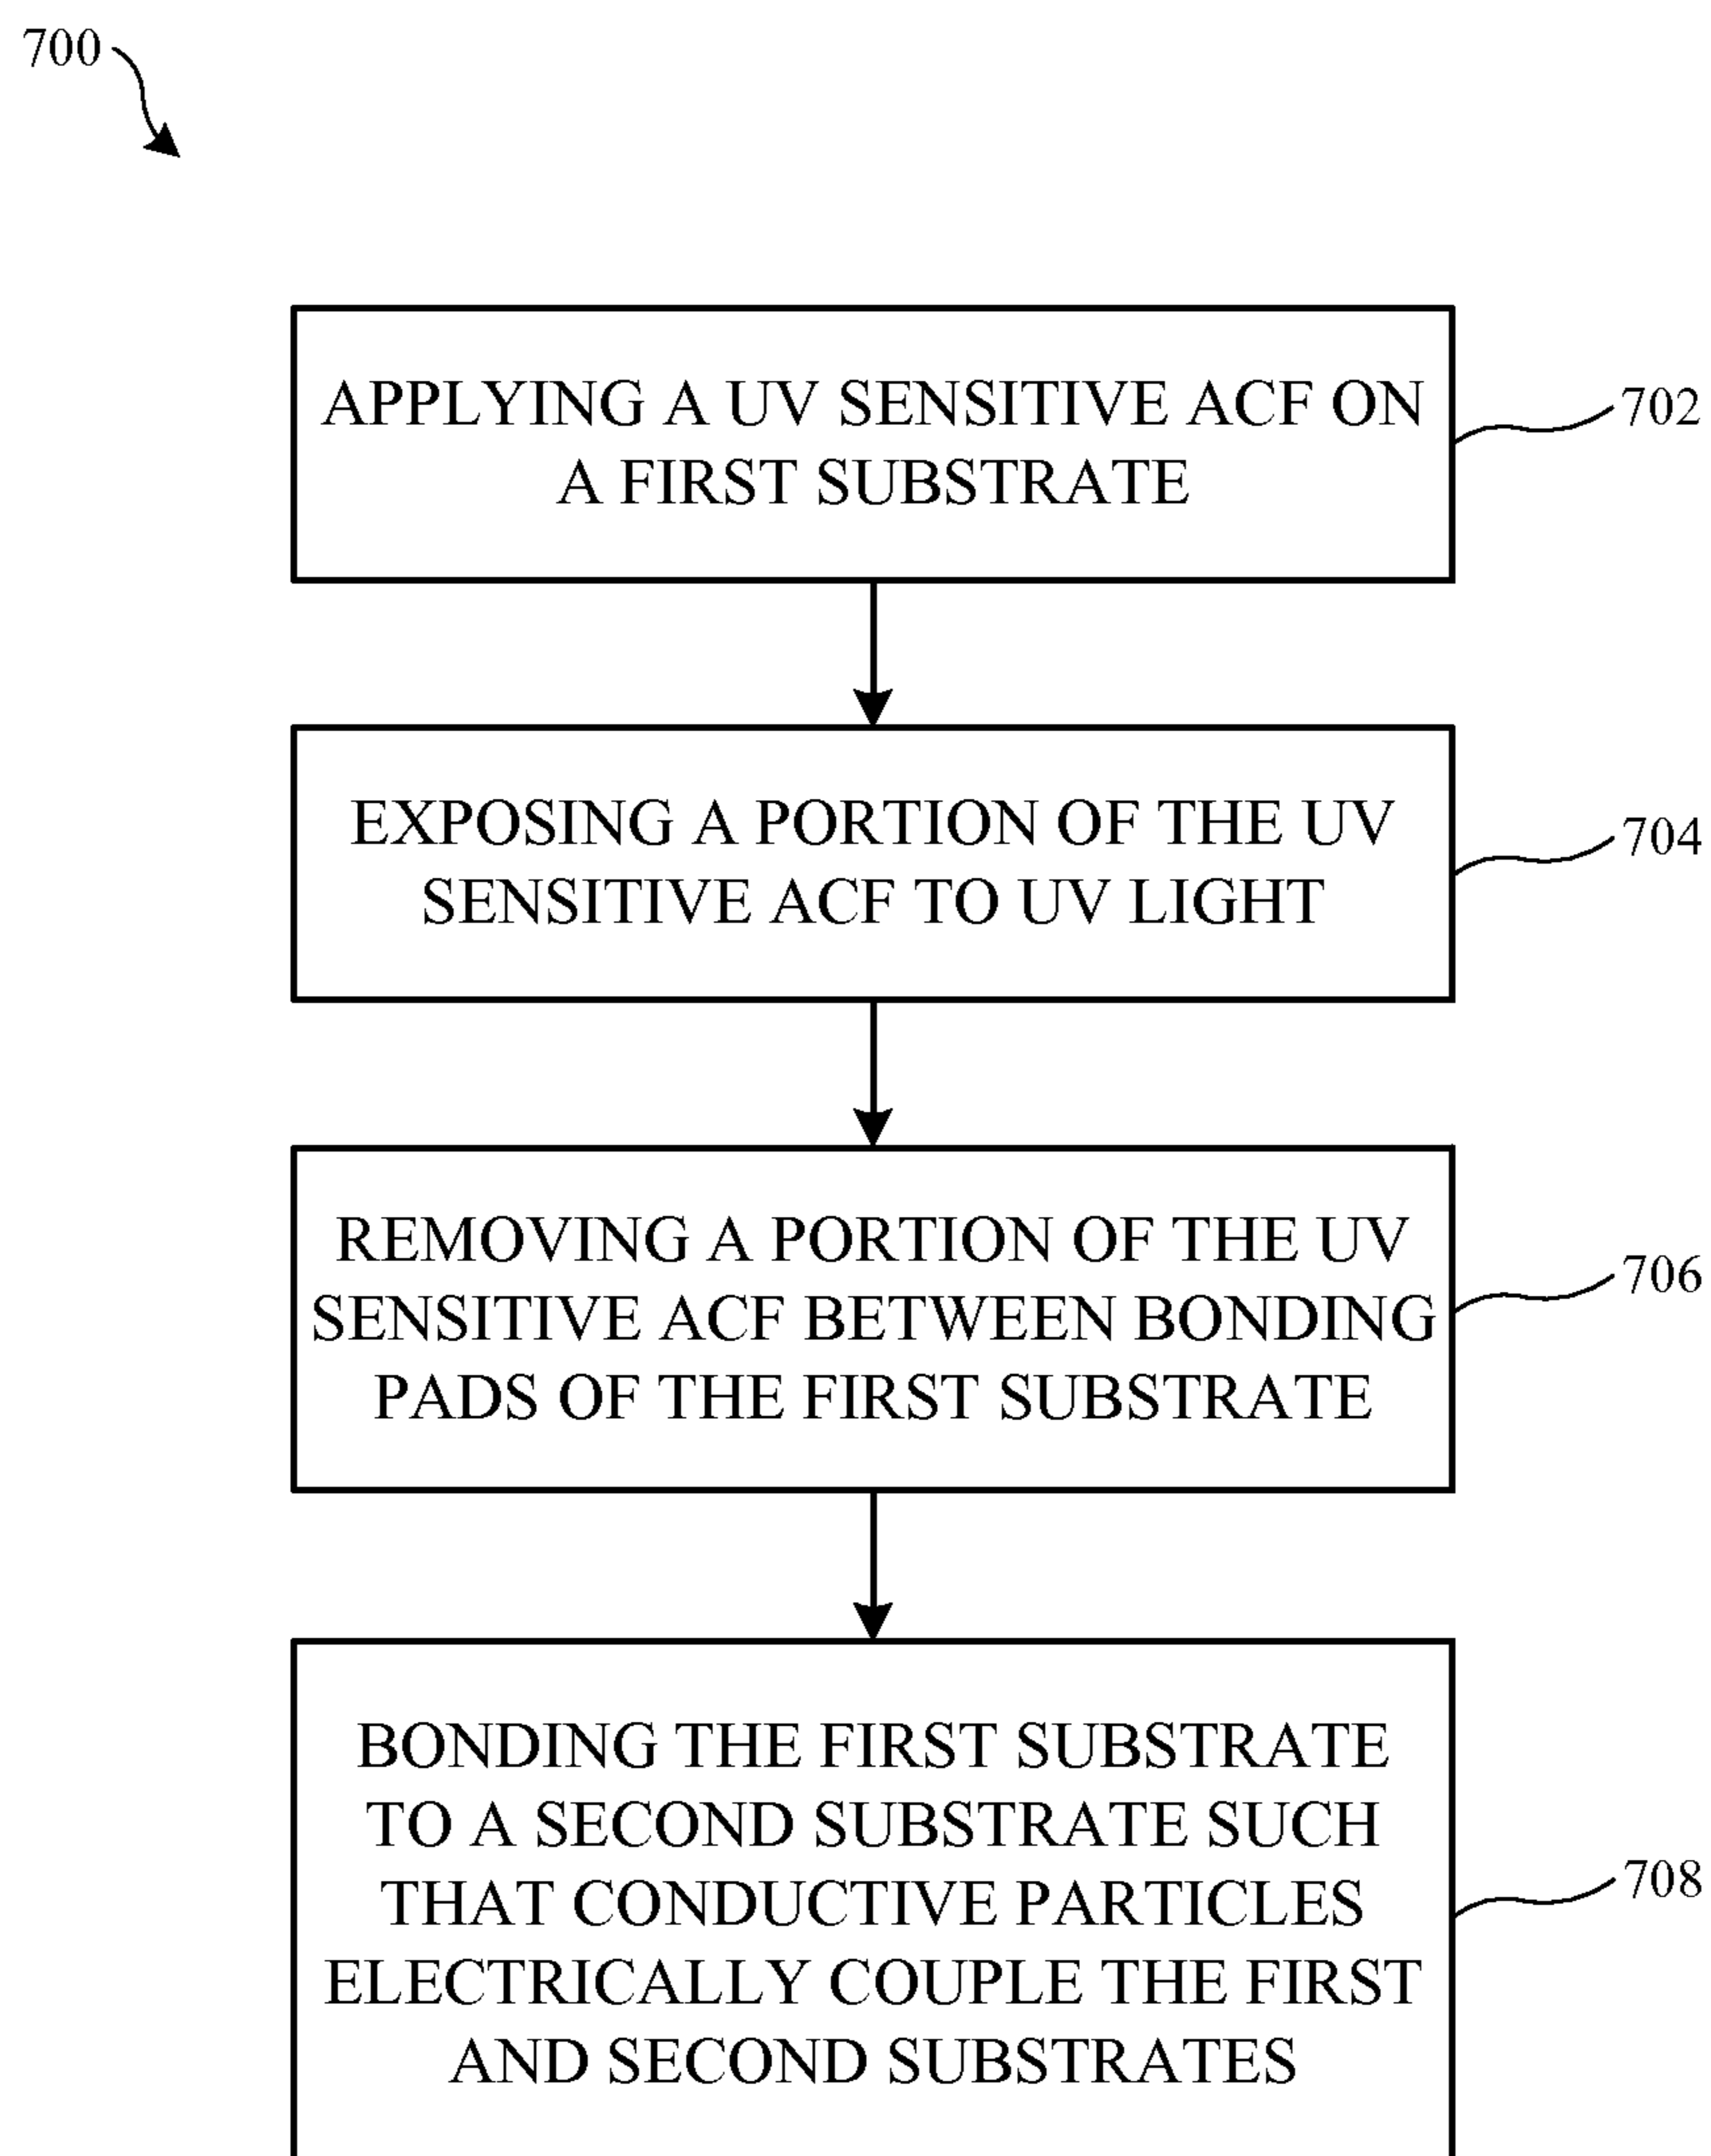 700
APPLYING A UV SENSITIVE ACF ON
A FIRST SUBSTRATE
702
EXPOSING A PORTION OF THE UV
SENSITIVE ACF TO UV LIGHT
704
REMOVING A PORTION OF THE UV
SENSITIVE ACF BETWEEN BONDING
PADS OF THE FIRST SUBSTRATE
706
BONDING THE FIRST SUBSTRATE
TO A SECOND SUBSTRATE SUCH
THAT CONDUCTIVE PARTICLES
ELECTRICALLY COUPLE THE FIRST
AND SECOND SUBSTRATES
708